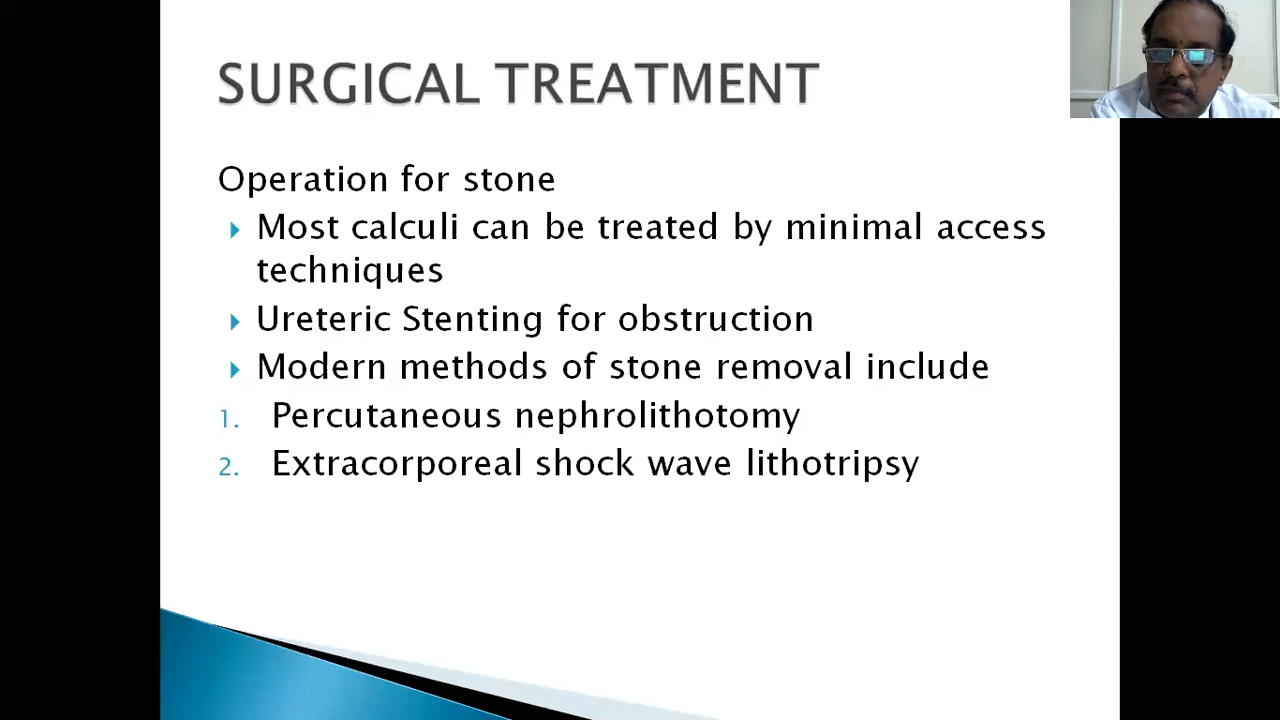 SURGICAL TREATMENT
Operation for stone
Most calculi can be treated by minimal access
techniques
Ureteric Stenting for obstruction
Modern methods of stone removal include
1. Percutaneous nephrolithotomy
2. Extracorporeal shock wave lithotripsy